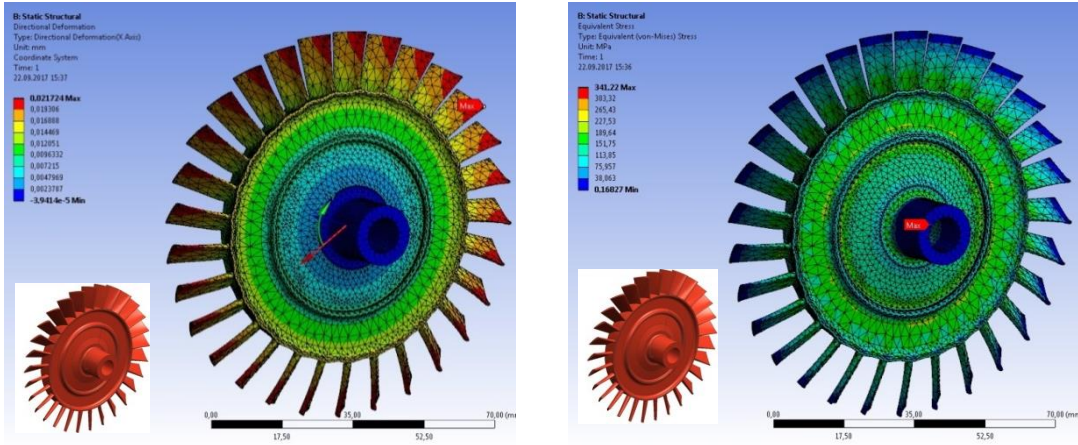 B: Static Structural
Directional Deformation
Type: Directional Deformation(X Axis)
Unit: mm
Coordinate System
Time: 1
22.09.2017 15:37
0,021724 Max
0,019306
0,016888
0,014469
0,012051
0,0096332
0,007215
0,0047969
0,0023787
-3,9414e-5 Min
Max
0,00
35,00
70,00 (mm
17,50
52,50
B: Static Structural
Equivalent Stress
Type: Equivalent (von-Mises) Stress
Unit: MPa
Time: 1
22.09.2017 15:36
341,22 Max
303,32
265,43
227,53
189,64
151,75
113,85
75,957
38,063
0,16827 Min
Max
0,00
35,00
70,00 (m
17,50
52,50